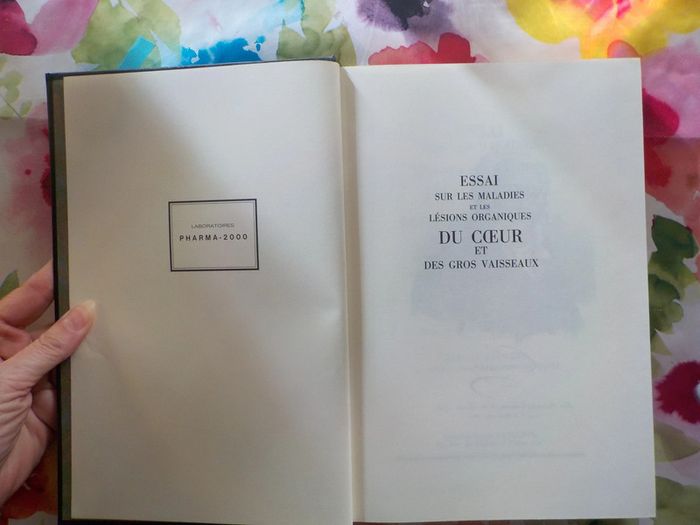 LABORATOIRES
PHARMA-2000
ESSAI
SUR LES MALADIES
ET LES
LÉSIONS ORGANIQUES
DU CŒUR
ET
DES GROS VAISSEAUX